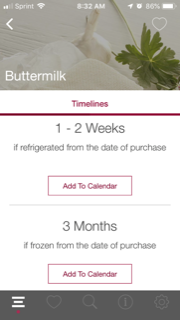 Sprint 8:32 AM 86%
Buttermilk
Timelines
1 - 2 Weeks
if refrigerated from the date of purchase
Add To Calendar
3 Months
if frozen from the date of purchase
Add To Calendar